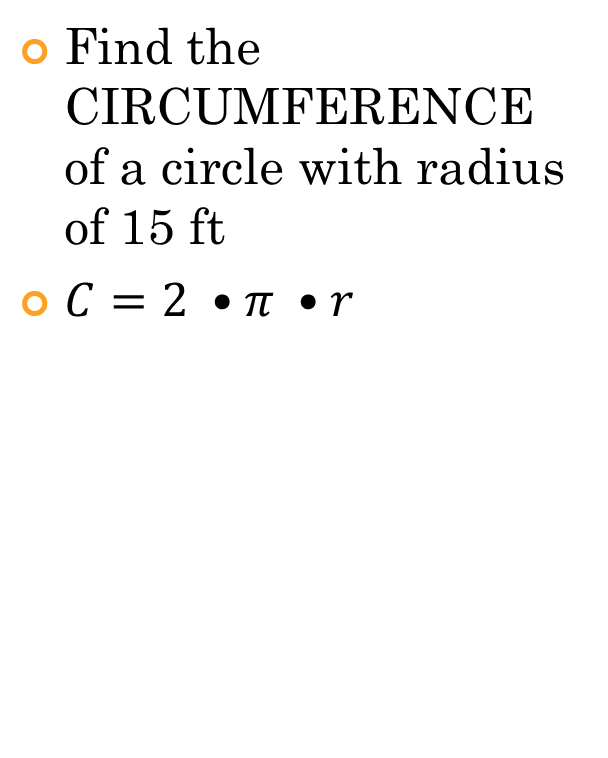 Find the
CIRCUMFERENCE
of a circle with radius
of 15 ft
𝐶 = 2 • 𝜋 • 𝑟